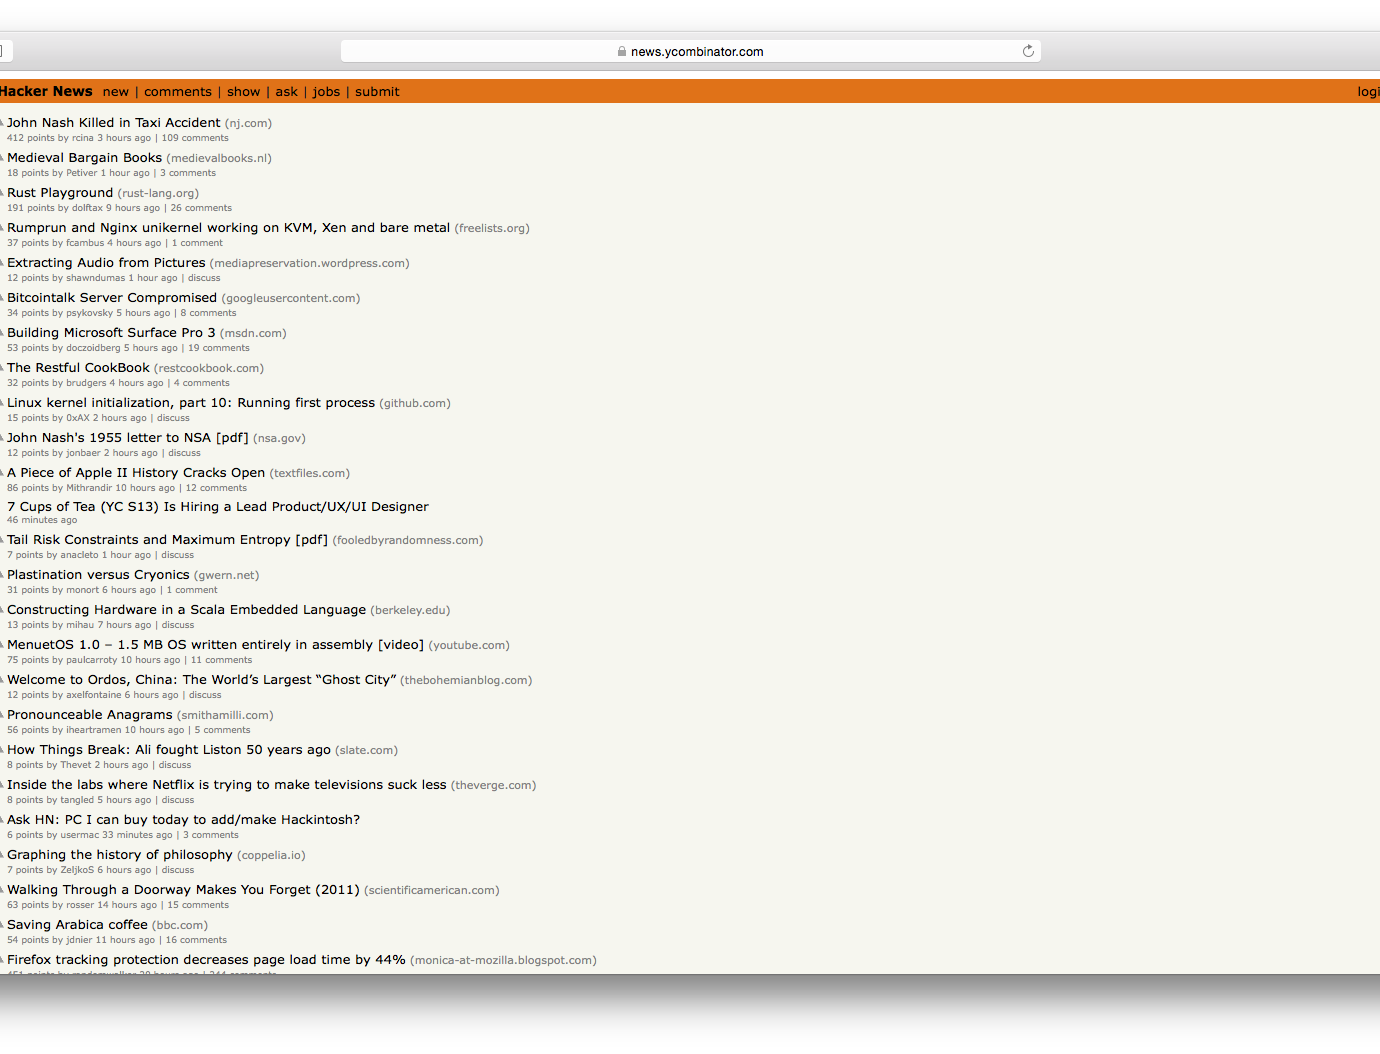 news.ycombinator.com
Hacker News new | comments | show | ask | jobs | submit
logi
John Nash Killed in Taxi Accident (nj.com)
412 points by rcina 3 hours ago | 109 comments
Medieval Bargain Books (medievalbooks.nl)
18 points by Petiver 1 hour ago | 3 comments
Rust Playground (rust-lang.org)
191 points by dolftax 9 hours ago | 26 comments
Rumprun and Nginx unikernel working on KVM, Xen and bare metal (freelists.org)
37 points by fcambus 4 hours ago | 1 comment
Extracting Audio from Pictures (mediapreservation.wordpress.com)
12 points by shawndumas 1 hour ago | discuss
Bitcointalk Server Compromised (googleusercontent.com)
34 points by psykovsky 5 hours ago | 8 comments
Building Microsoft Surface Pro 3 (msdn.com)
53 points by doczoidberg 5 hours ago | 19 comments
The Restful CookBook (restcookbook.com)
32 points by brudgers 4 hours ago | 4 comments
Linux kernel initialization, part 10: Running first process (github.com)
15 points by 0xAX 2 hours ago | discuss
John Nash's 1955 letter to NSA [pdf] (nsa.gov)
12 points by jonbaer 2 hours ago | discuss
A Piece of Apple II History Cracks Open (textfiles.com)
86 points by Mithrandir 10 hours ago | 12 comments
7 Cups of Tea (YC S13) Is Hiring a Lead Product/UX/UI Designer
46 minutes ago
Tail Risk Constraints and Maximum Entropy [pdf] (fooledbyrandomness.com)
7 points by anacleto 1 hour ago | discuss
Plastination versus Cryonics (gwern.net)
31 points by monort 6 hours ago | 1 comment
Constructing Hardware in a Scala Embedded Language (berkeley.edu)
13 points by mihau 7 hours ago | discuss
MenuetOS 1.0 – 1.5 MB OS written entirely in assembly [video] (youtube.com)
75 points by paulcarroty 10 hours ago | 11 comments
Welcome to Ordos, China: The World’s Largest “Ghost City” (thebohemianblog.com)
12 points by axelfontaine 6 hours ago | discuss
Pronounceable Anagrams (smithamilli.com)
56 points by iheartramen 10 hours ago | 5 comments
How Things Break: Ali fought Liston 50 years ago (slate.com)
8 points by Thevet 2 hours ago | discuss
Inside the labs where Netflix is trying to make televisions suck less (theverge.com)
8 points by tangled 5 hours ago | discuss
Ask HN: PC I can buy today to add/make Hackintosh?
6 points by usermac 33 minutes ago | 3 comments
Graphing the history of philosophy (coppelia.io)
7 points by ZeljkoS 6 hours ago | discuss
Walking Through a Doorway Makes You Forget (2011) (scientificamerican.com)
63 points by rosser 14 hours ago | 15 comments
Saving Arabica coffee (bbc.com)
54 points by jdnier 11 hours ago | 16 comments
Firefox tracking protection decreases page load time by 44% (monica-at-mozilla.blogspot.com)